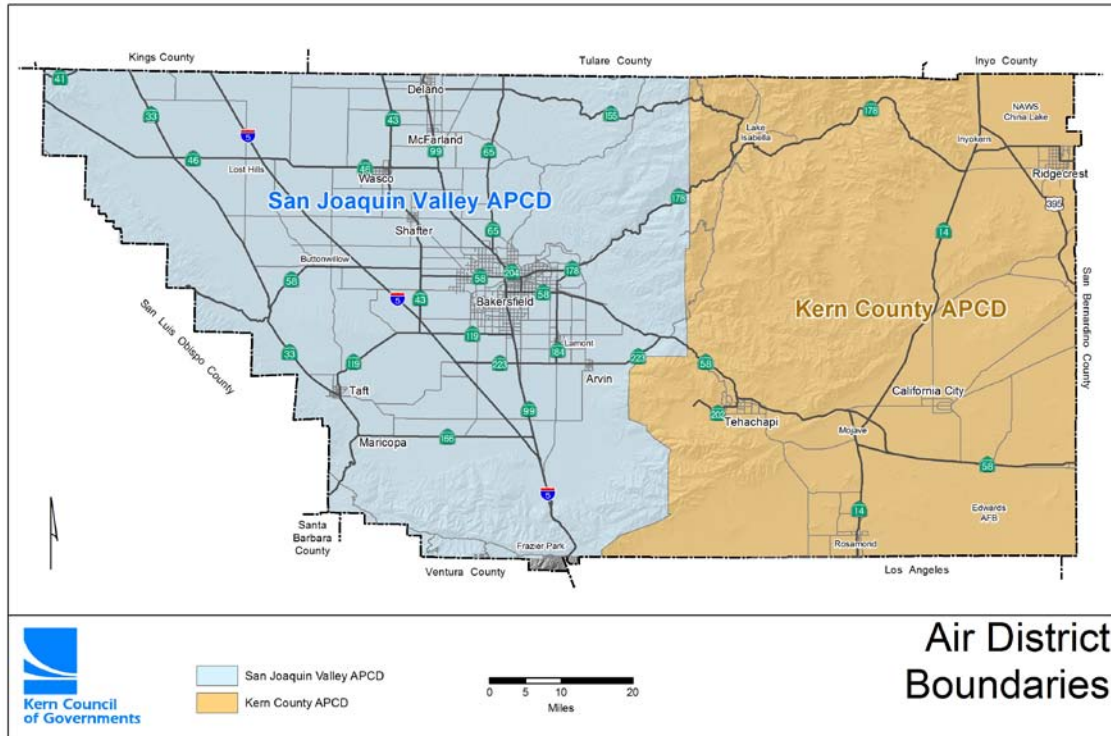 Kings County
Tulare County
Inyo County
41
Delano
NAWS
China Lake
33
43
155
178
5
McFarland
Lake
Isabella
Inyokern
99
65
46
Lost Hills
46
Wasco
Ridgecrest
178
395
San Joaquin Valley APCD
Shafter
65
14
Buttonwillow
58
58
204
178
5
43
Bakersfield
58
San Bernardino County
San Luis Obispo County
Kern County APCD
119
Lamont
33
119
223
184
223
58
Taft
Arvin
California City
99
202
Tehachapi
Mojave
Maricopa
166
58
5
14
Edwards
AFB
Santa
Barbara
County
Frazier Park
Rosamond
Ventura County
Los Angeles
Kern Council
of Governments
San Joaquin Valley APCD
Kern County APCD
0 5 10 20
Miles
Air District
Boundaries